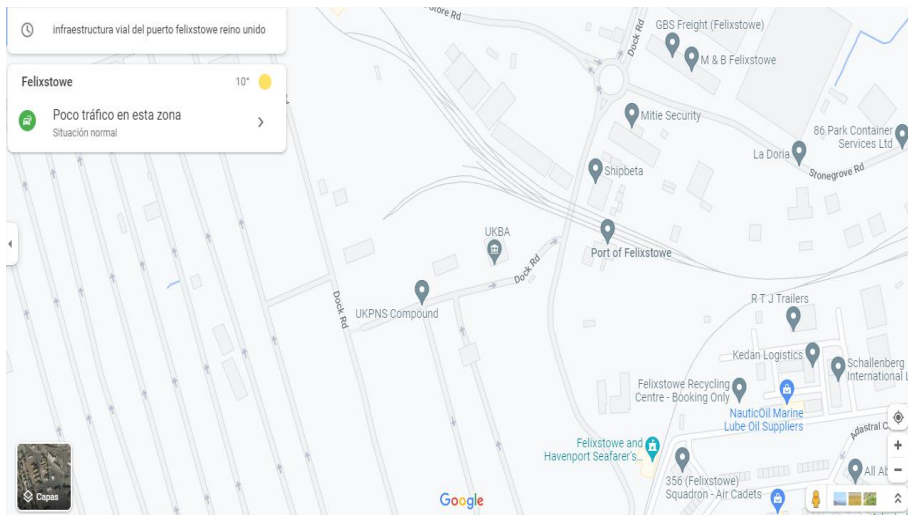 infraestructura vial del puerto felixstowe reino unido
Felixstowe
10°
Poco tráfico en esta zona
Situación normal
Dock Rd
GBS Freight (Felixstowe)
M & B Felixstowe
Mitie Security
86 Park Container
Services Ltd
La Doria
Stonegrove Rd
Shipbeta
UKBA
Port of Felixstowe
Dock Rd
Dock Rd
UKPNS Compound
R T J Trailers
Kedan Logistics
Schallenberg
International L
Felixstowe Recycling
Centre - Booking Only
NauticOil Marine
Lube Oil Suppliers
Adastral C
Felixstowe and
Havenport Seafarer's...
356 (Felixstowe)
Squadron - Air Cadets
All Ab
Capas
Google